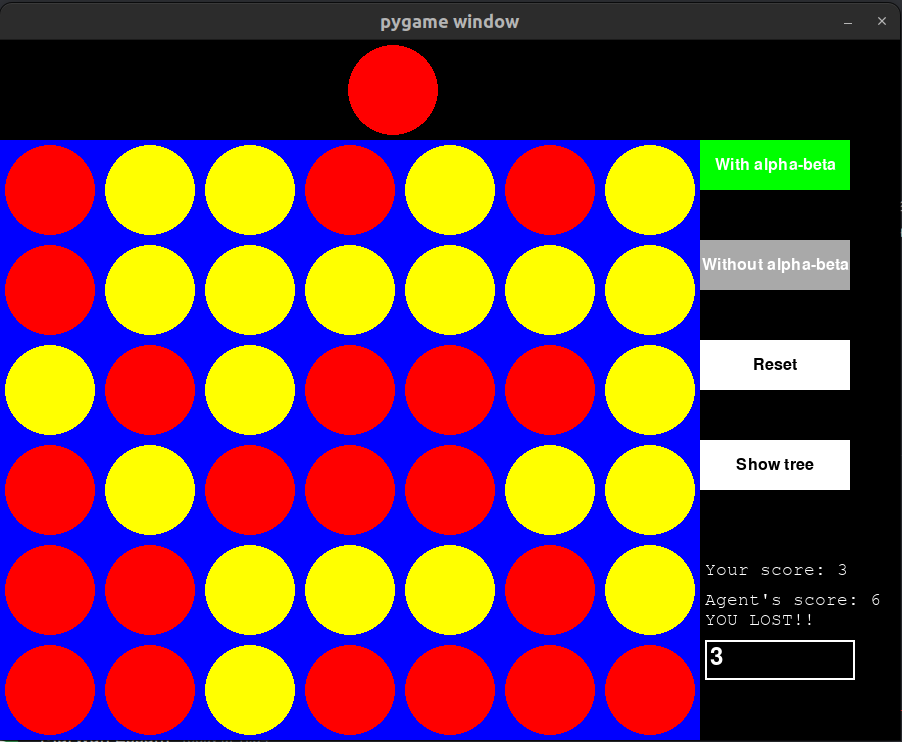 pygame window
With alpha-beta
Without alpha-beta
Reset
Show tree
Your score: 3
Agent's score: 6
YOU LOST!!
3